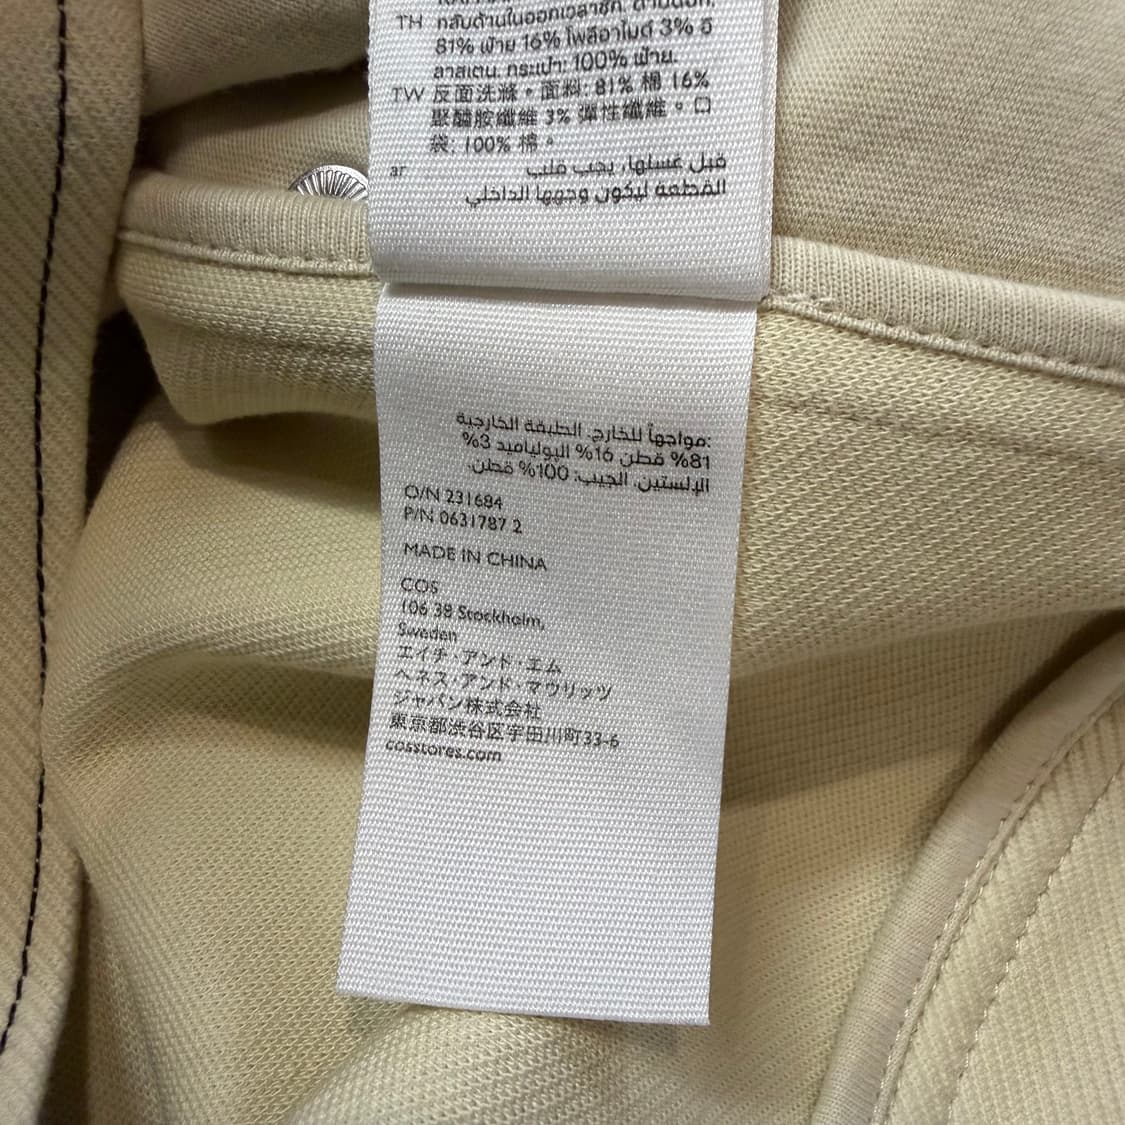 TH กลับด้านในออกเวลาซัก. ด้านนอก:
81% ฝ้าย 16% โพลีอาไมด์ 3% อี
ลาสเตน. กระเป๋า: 100% ฝ้าย.
TW 反面洗滌。面料: 81% 棉 16%
聚醯胺纖維 3% 彈性纖維。口
袋: 100% 棉。
ar قبل غسلها، يجب قلب
القطعة ليكون وجهها الداخلي
مواجهاً للخارج. الطبقة الخارجية:
81% قطن 16% البولياميد 3%
الإلستين. الجيب: 100% قطن.
O/N 231684
P/N 0631787 2
MADE IN CHINA
COS
106 38 Stockholm,
Sweden
エイチ・アンド・エム
ヘネス・アンド・マウリッツ
ジャパン株式会社
東京都渋谷区宇田川町33-6
cosstores.com